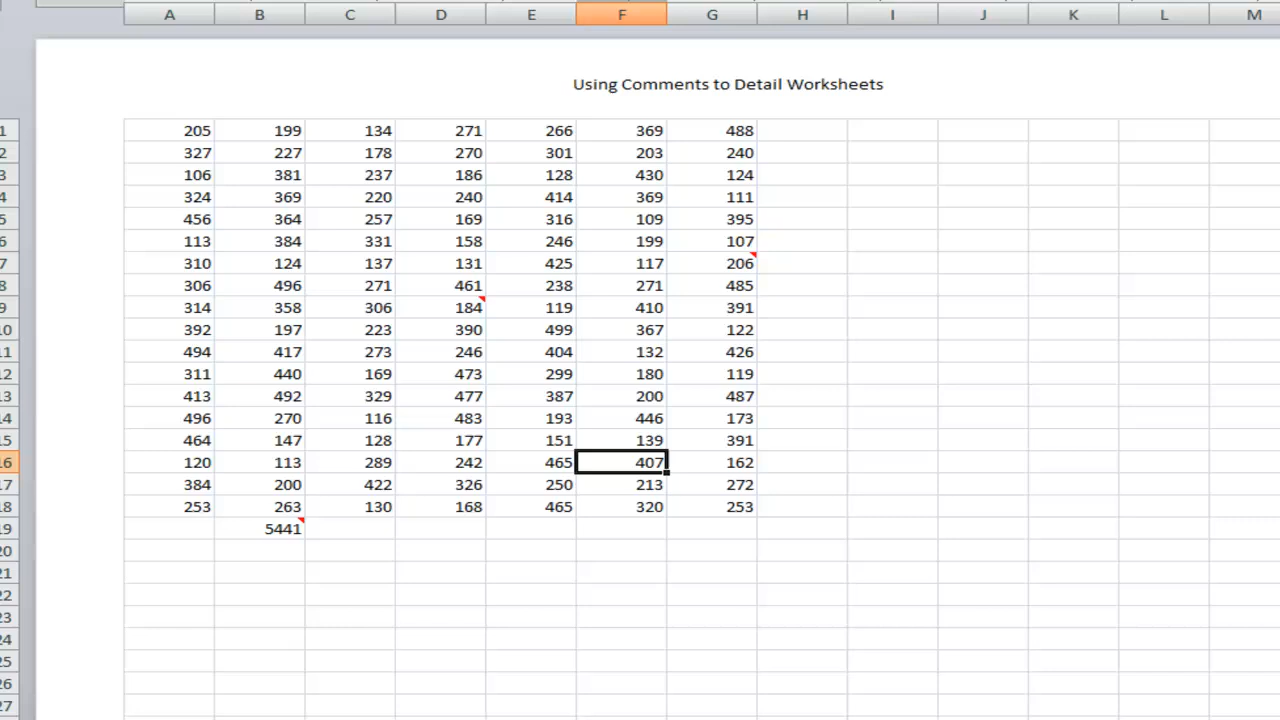 A B C D E F G H I J K L M
Using Comments to Detail Worksheets
1 205 199 134 271 266 369 488
2 327 227 178 270 301 203 240
3 106 381 237 186 128 430 124
4 324 369 220 240 414 369 111
5 456 364 257 169 316 109 395
6 113 384 331 158 246 199 107
7 310 124 137 131 425 117 206
8 306 496 271 461 238 271 485
9 314 358 306 184 119 410 391
10 392 197 223 390 499 367 122
11 494 417 273 246 404 132 426
12 311 440 169 473 299 180 119
13 413 492 329 477 387 200 487
14 496 270 116 483 193 446 173
15 464 147 128 177 151 139 391
16 120 113 289 242 465 407 162
17 384 200 422 326 250 213 272
18 253 263 130 168 465 320 253
19 5441
20
21
22
23
24
25
26
27